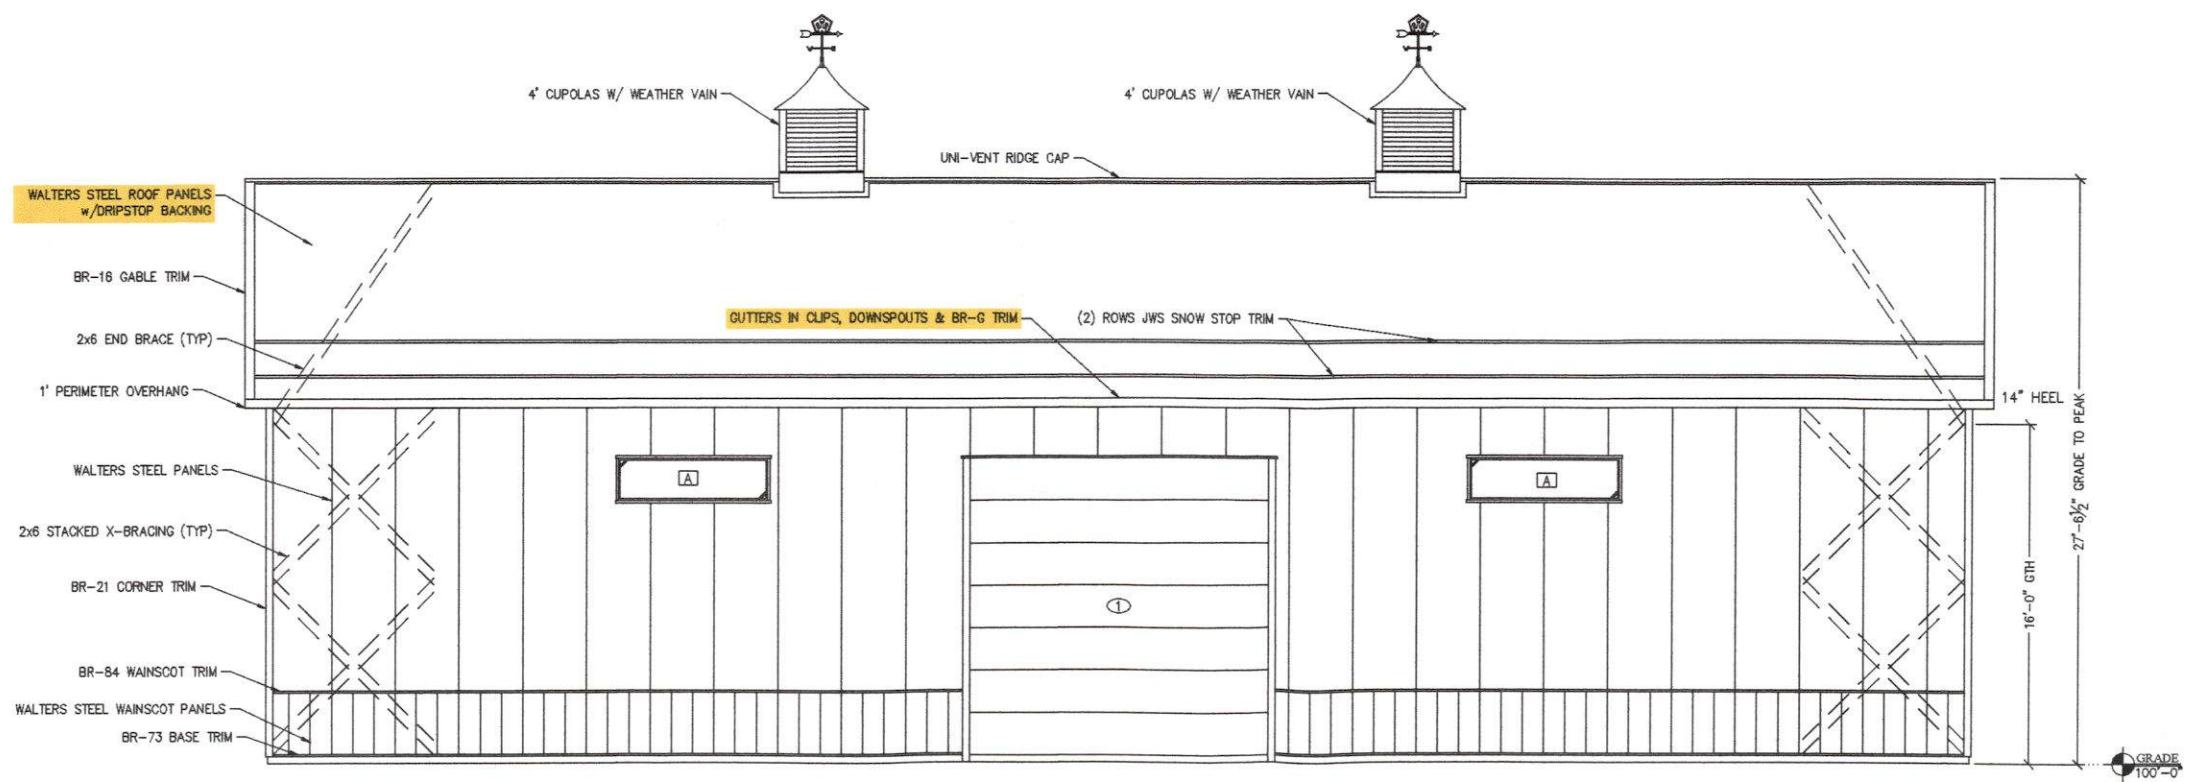 4' CUPOLAS W/ WEATHER VAIN
4' CUPOLAS W/ WEATHER VAIN
UNI-VENT RIDGE CAP
WALTERS STEEL ROOF PANELS
w/DRIPSTOP BACKING
BR-16 GABLE TRIM
GUTTERS IN CLIPS, DOWNSPOUTS & BR-G TRIM
(2) ROWS JWS SNOW STOP TRIM
2x6 END BRACE (TYP)
1' PERIMETER OVERHANG
14" HEEL
27'-6½" GRADE TO PEAK
WALTERS STEEL PANELS
A
A
2x6 STACKED X-BRACING (TYP)
BR-21 CORNER TRIM
1
16'-0" GTH
BR-84 WAINSCOT TRIM
WALTERS STEEL WAINSCOT PANELS
BR-73 BASE TRIM
GRADE
100'-0"